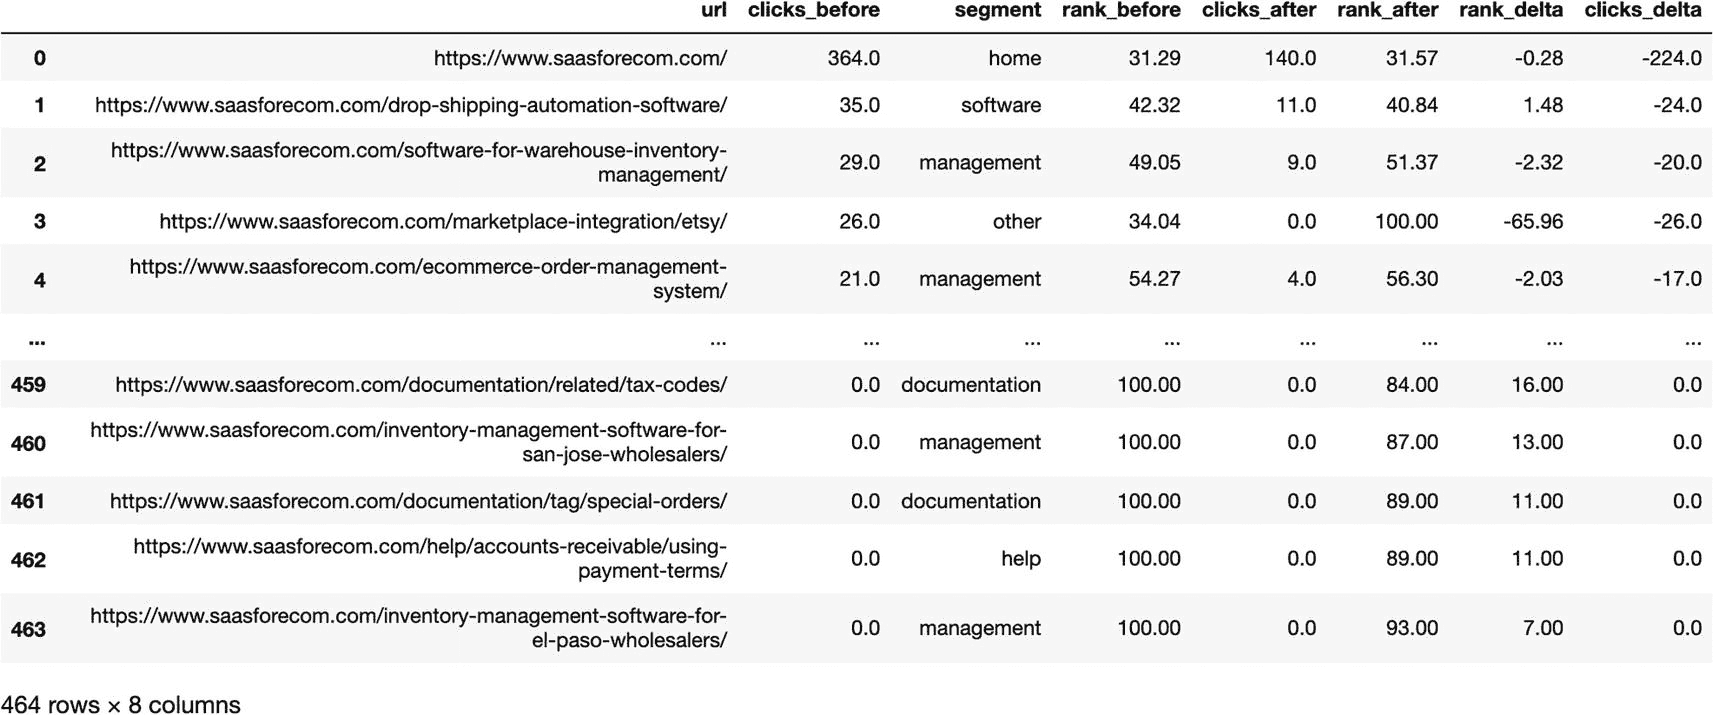 url clicks_before segment rank_before clicks_after rank_after rank_delta clicks_delta
0 https://www.saasforecom.com/ 364.0 home 31.29 140.0 31.57 -0.28 -224.0
1 https://www.saasforecom.com/drop-shipping-automation-software/ 35.0 software 42.32 11.0 40.84 1.48 -24.0
https://www.saasforecom.com/software-for-warehouse-inventory-
2 management/ 29.0 management 49.05 9.0 51.37 -2.32 -20.0
3 https://www.saasforecom.com/marketplace-integration/etsy/ 26.0 other 34.04 0.0 100.00 -65.96 -26.0
https://www.saasforecom.com/ecommerce-order-management-
4 system/ 21.0 management 54.27 4.0 56.30 -2.03 -17.0
... ... ... ... ... ... ... ... ...
459 https://www.saasforecom.com/documentation/related/tax-codes/ 0.0 documentation 100.00 0.0 84.00 16.00 0.0
https://www.saasforecom.com/inventory-management-software-for-
460 san-jose-wholesalers/ 0.0 management 100.00 0.0 87.00 13.00 0.0
461 https://www.saasforecom.com/documentation/tag/special-orders/ 0.0 documentation 100.00 0.0 89.00 11.00 0.0
https://www.saasforecom.com/help/accounts-receivable/using-
462 payment-terms/ 0.0 help 100.00 0.0 89.00 11.00 0.0
https://www.saasforecom.com/inventory-management-software-for-
463 el-paso-wholesalers/ 0.0 management 100.00 0.0 93.00 7.00 0.0
464 rows × 8 columns